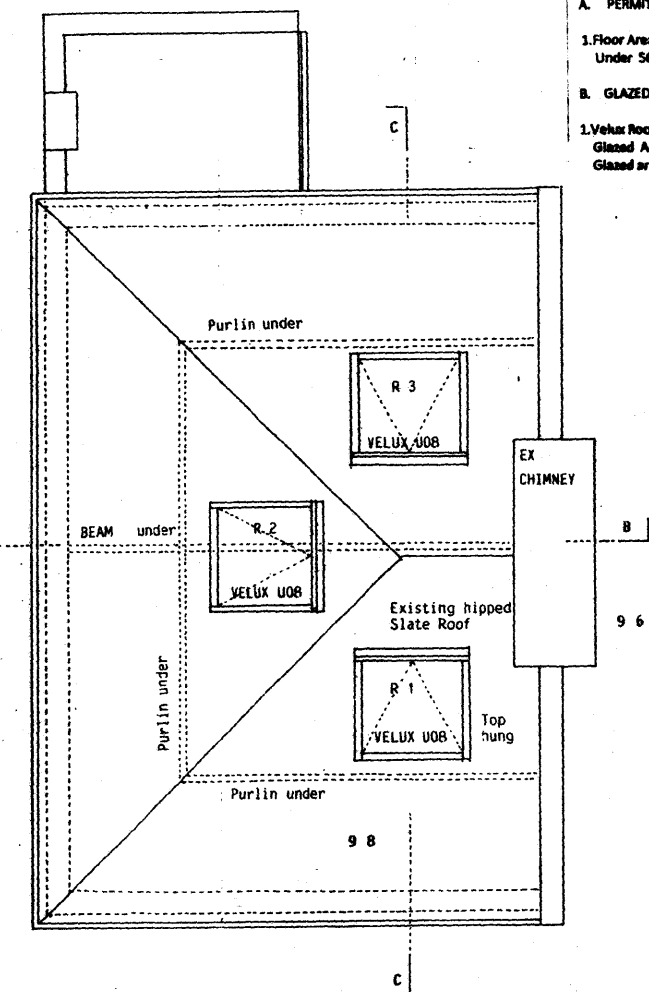 A. PERMIT
1.Floor Area
Under 50
B. GLAZED
1.Velux Roo
Glazed A
Glazed ar
C
Purlin under
R 3
VELUX U08
EX
CHIMNEY
BEAM under
R 2
VELUX U08
B
Existing hipped
Slate Roof
9 6
Purlin under
R 1
VELUX U08
Top
hung
Purlin under
9 8
C